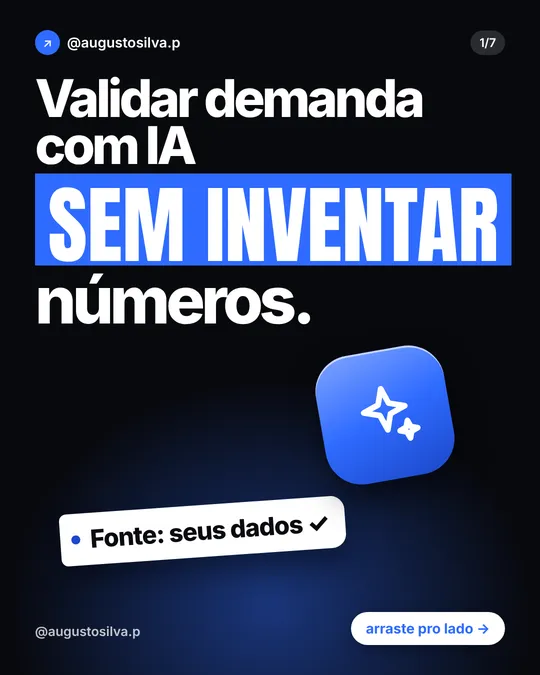 @augustosilva.p
1/7
Validar demanda
com IA
SEM INVENTAR
números.
• Fonte: seus dados ✓
@augustosilva.p
arraste pro lado →